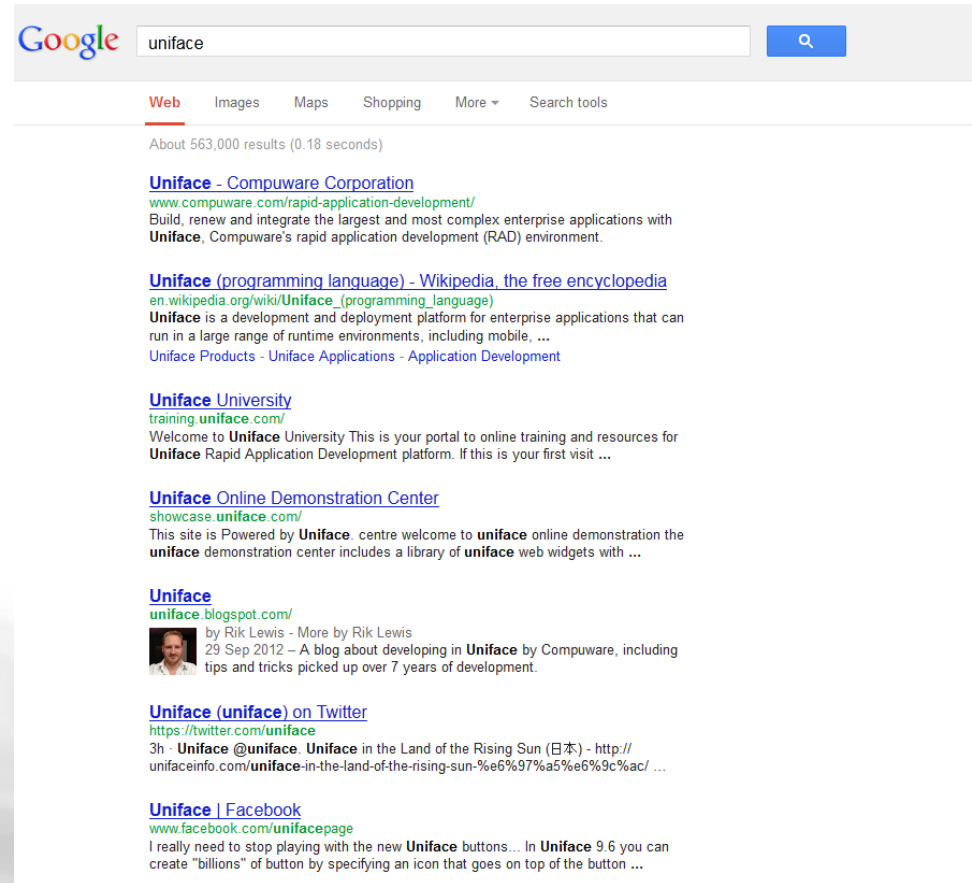 Google uniface
Web Images Maps Shopping More Search tools
About 563,000 results (0.18 seconds)
Uniface - Compuware Corporation
www.compuware.com/rapid-application-development/
Build, renew and integrate the largest and most complex enterprise applications with
Uniface, Compuware's rapid application development (RAD) environment.
Uniface (programming language) - Wikipedia, the free encyclopedia
en.wikipedia.org/wiki/Uniface_(programming_language)
Uniface is a development and deployment platform for enterprise applications that can
run in a large range of runtime environments, including mobile, ...
Uniface Products - Uniface Applications - Application Development
Uniface University
training.uniface.com/
Welcome to Uniface University This is your portal to online training and resources for
Uniface Rapid Application Development platform. If this is your first visit ...
Uniface Online Demonstration Center
showcase.uniface.com/
This site is Powered by Uniface. centre welcome to uniface online demonstration the
uniface demonstration center includes a library of uniface web widgets with ...
Uniface
uniface.blogspot.com/
by Rik Lewis - More by Rik Lewis
29 Sep 2012 – A blog about developing in Uniface by Compuware, including
tips and tricks picked up over 7 years of development.
Uniface (uniface) on Twitter
https://twitter.com/uniface
3h · Uniface @uniface. Uniface in the Land of the Rising Sun (日本) - http://
unifaceinfo.com/uniface-in-the-land-of-the-rising-sun-%e6%97%a5%e6%9c%ac/ ...
Uniface | Facebook
www.facebook.com/unifacepage
I really need to stop playing with the new Uniface buttons... In Uniface 9.6 you can
create "billions" of button by specifying an icon that goes on top of the button ...